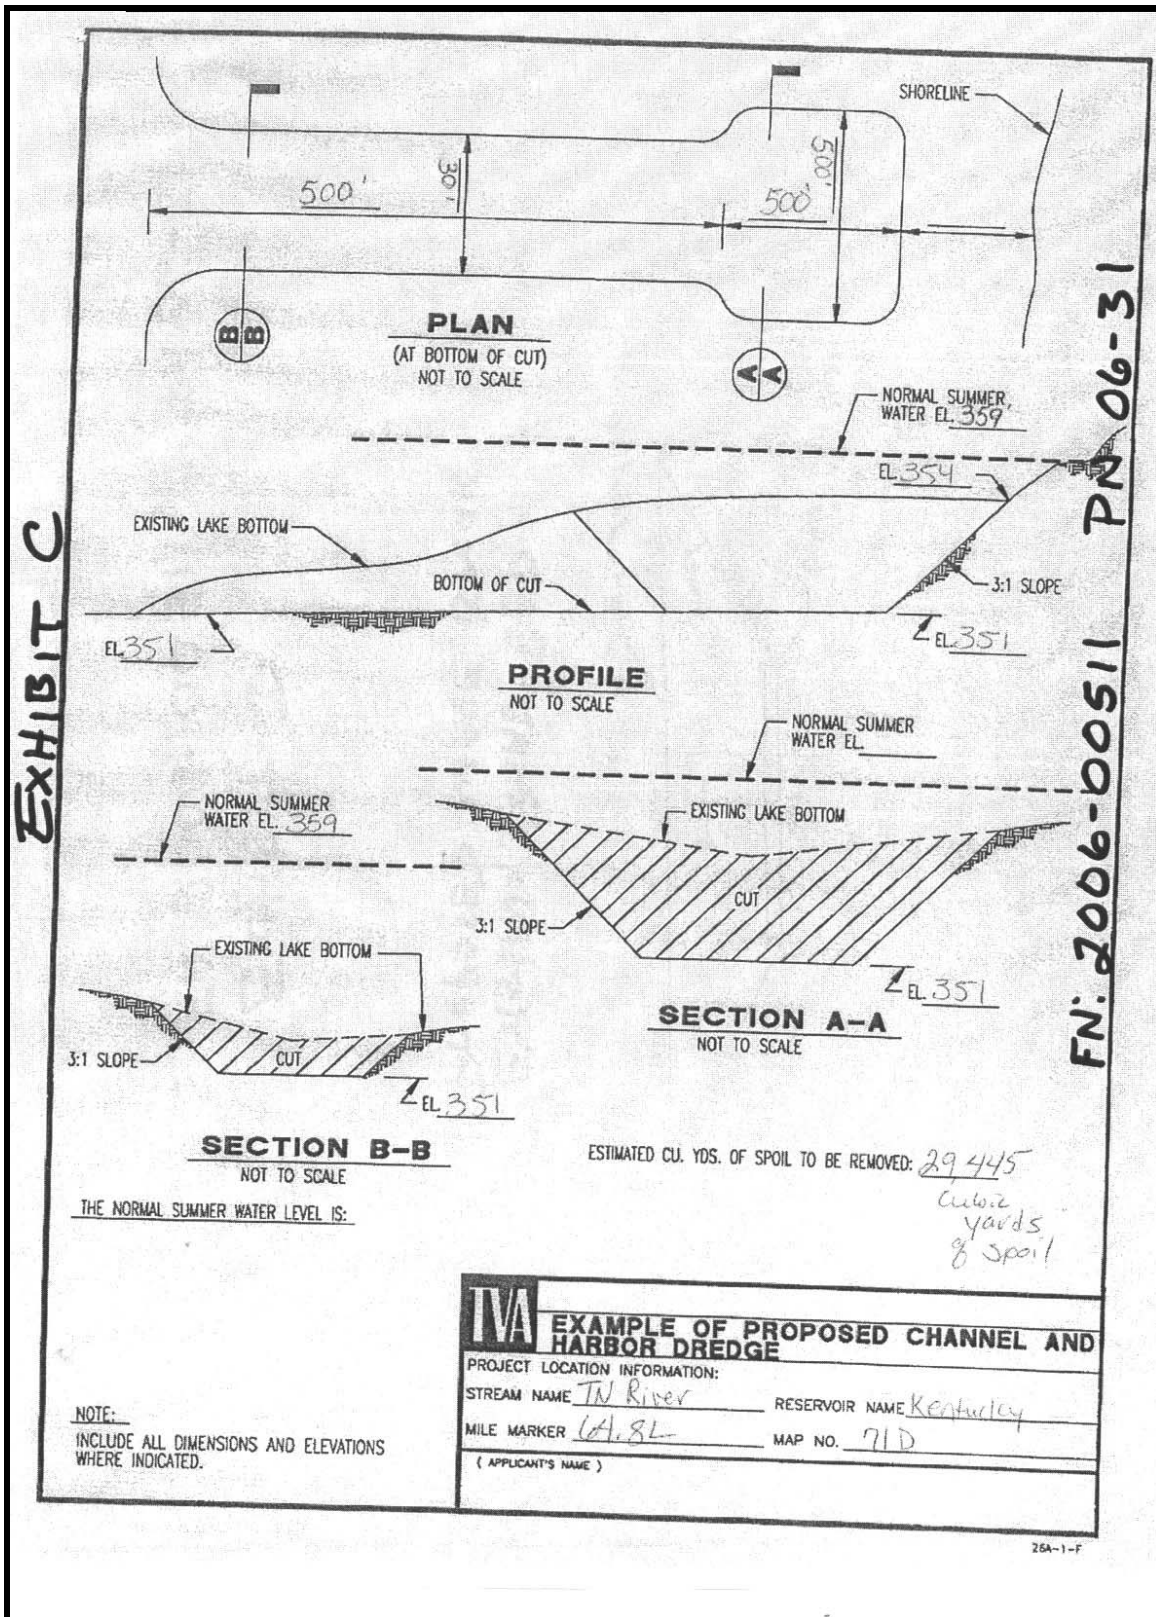 SHORELINE
500'
30'
500'
500'
B B
A A
PLAN
(AT BOTTOM OF CUT)
NOT TO SCALE
NORMAL SUMMER
WATER EL. 359'
EL. 354
EXISTING LAKE BOTTOM
BOTTOM OF CUT
3:1 SLOPE
EL. 351
EL. 351
PROFILE
NOT TO SCALE
NORMAL SUMMER
WATER EL.
NORMAL SUMMER
WATER EL. 359
EXISTING LAKE BOTTOM
CUT
3:1 SLOPE
EL. 351
SECTION A-A
NOT TO SCALE
EXISTING LAKE BOTTOM
3:1 SLOPE
CUT
EL. 351
SECTION B-B
NOT TO SCALE
THE NORMAL SUMMER WATER LEVEL IS:
ESTIMATED CU. YDS. OF SPOIL TO BE REMOVED: 29,445
cubic
yards
of spoil
TVA
EXAMPLE OF PROPOSED CHANNEL AND
HARBOR DREDGE
PROJECT LOCATION INFORMATION:
STREAM NAME TN River
RESERVOIR NAME Kentucky
MILE MARKER 64.8L
MAP NO. 71D
( APPLICANT'S NAME )
NOTE:
INCLUDE ALL DIMENSIONS AND ELEVATIONS
WHERE INDICATED.
26A-1-F
EXHIBIT C
FN: 2006-00511 PN 06-31